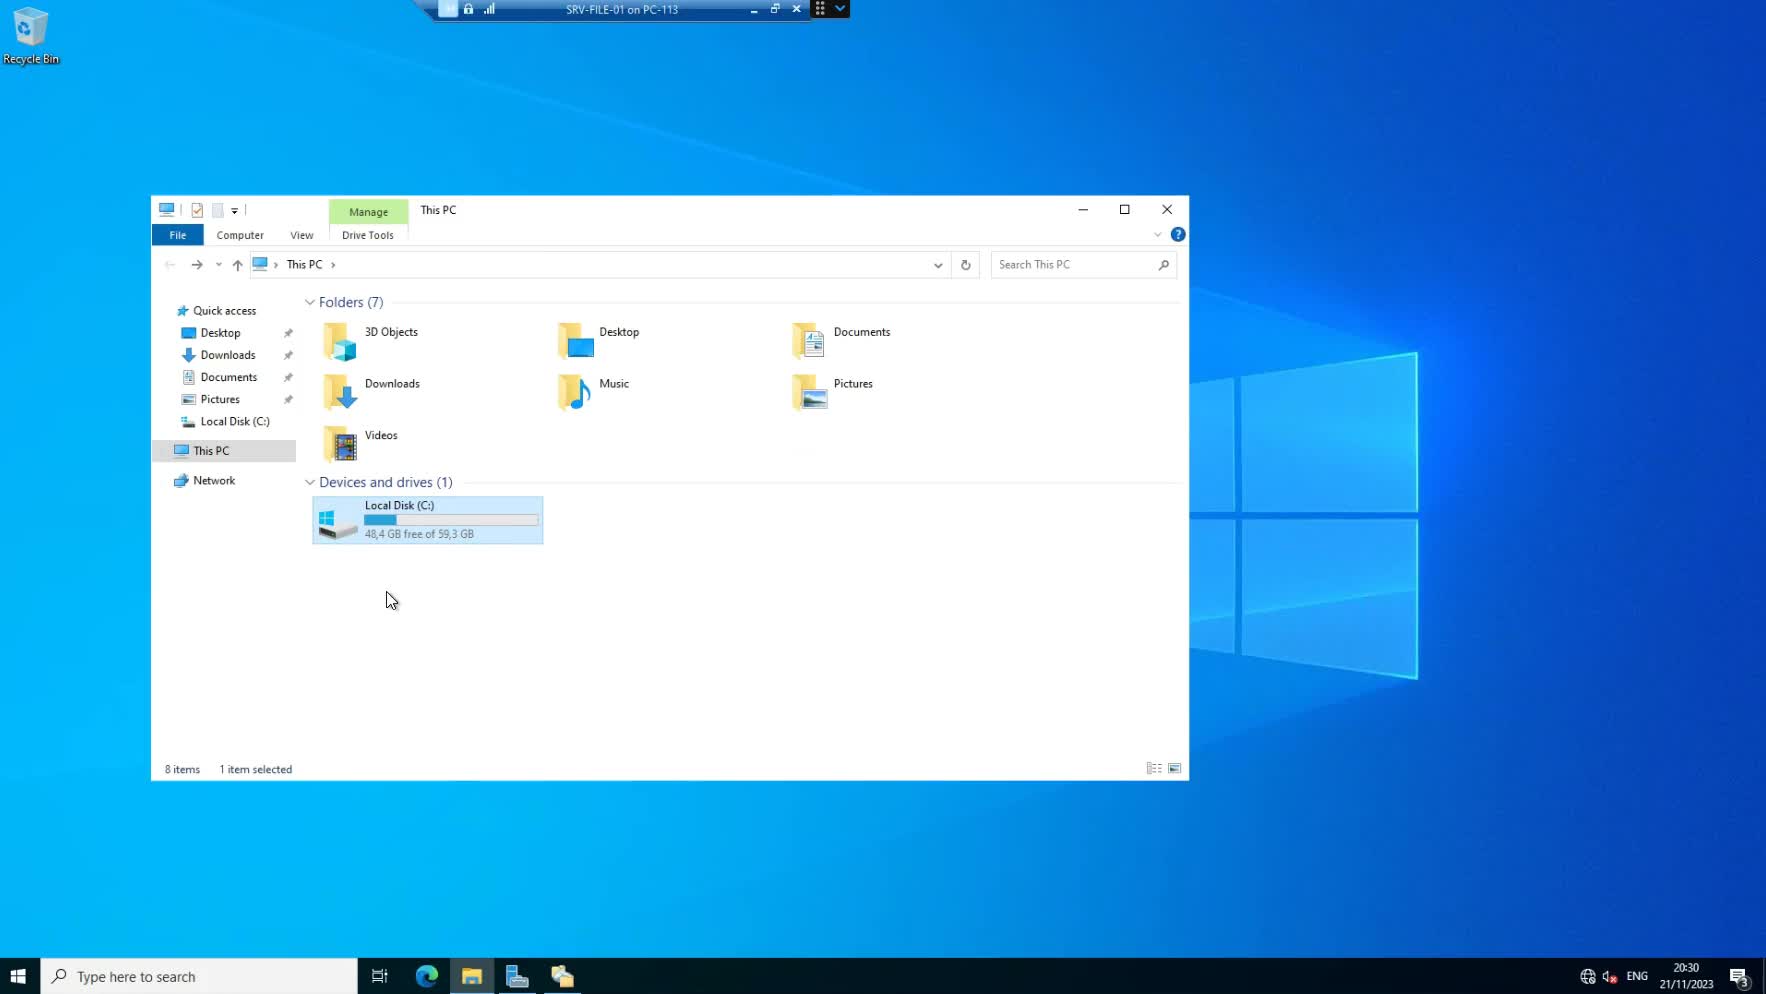 SRV-FILE-01 on PC-113
Recycle Bin
Manage
This PC
File
Computer
View
Drive Tools
This PC
Search This PC
Quick access
Desktop
Downloads
Documents
Pictures
Local Disk (C:)
This PC
Network
Folders (7)
3D Objects
Desktop
Documents
Downloads
Music
Pictures
Videos
Devices and drives (1)
Local Disk (C:)
48,4 GB free of 59,3 GB
8 items
1 item selected
Type here to search
ENG
20:30
21/11/2023
3